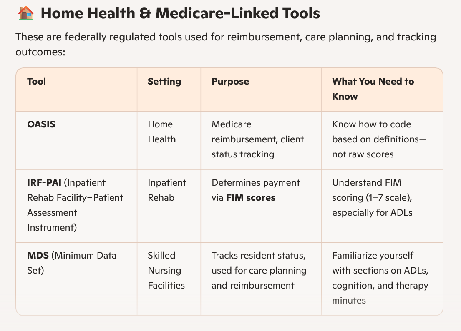 🏠 Home Health & Medicare-Linked Tools
These are federally regulated tools used for reimbursement, care planning, and tracking
outcomes:
Tool Setting Purpose What You Need to
Know
OASIS Home Medicare Know how to code
Health reimbursement, client based on definitions—
status tracking not raw scores
IRF-PAI (Inpatient Inpatient Determines payment Understand FIM
Rehab Facility–Patient Rehab via FIM scores scoring (1–7 scale),
Assessment especially for ADLs
Instrument)
MDS (Minimum Data Skilled Tracks resident status, Familiarize yourself
Set) Nursing used for care planning with sections on ADLs,
Facilities and reimbursement cognition, and therapy
minutes